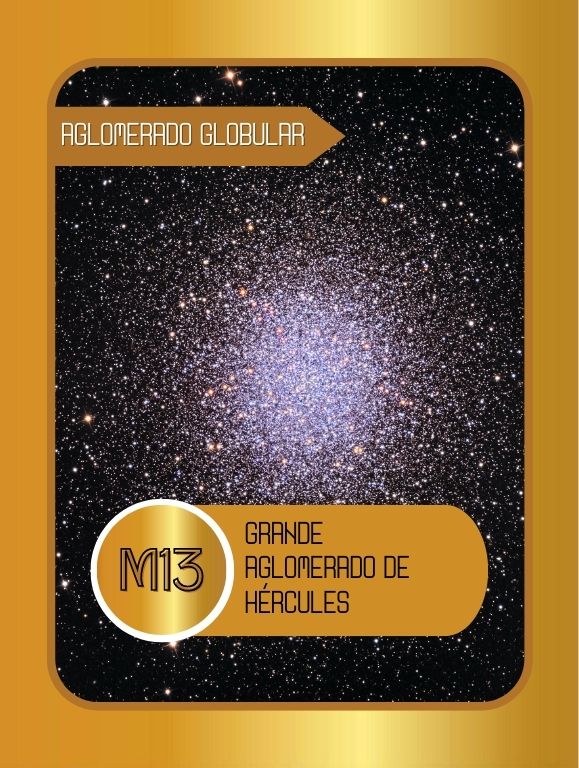 AGLOMERADO GLOBULAR
M13
GRANDE
AGLOMERADO DE
HÉRCULES